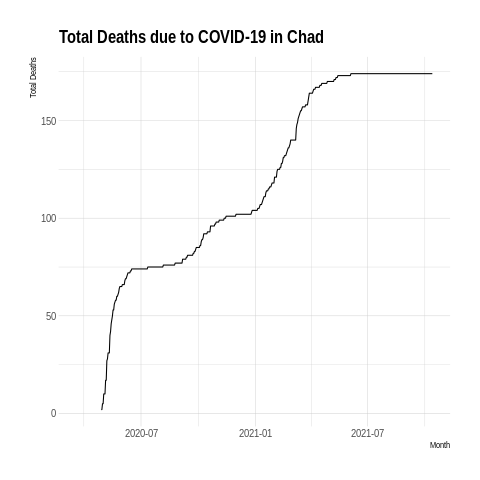 Total Deaths due to COVID-19 in Chad
Total Deaths
150
100
50
0
2020-07
2021-01
2021-07
Month